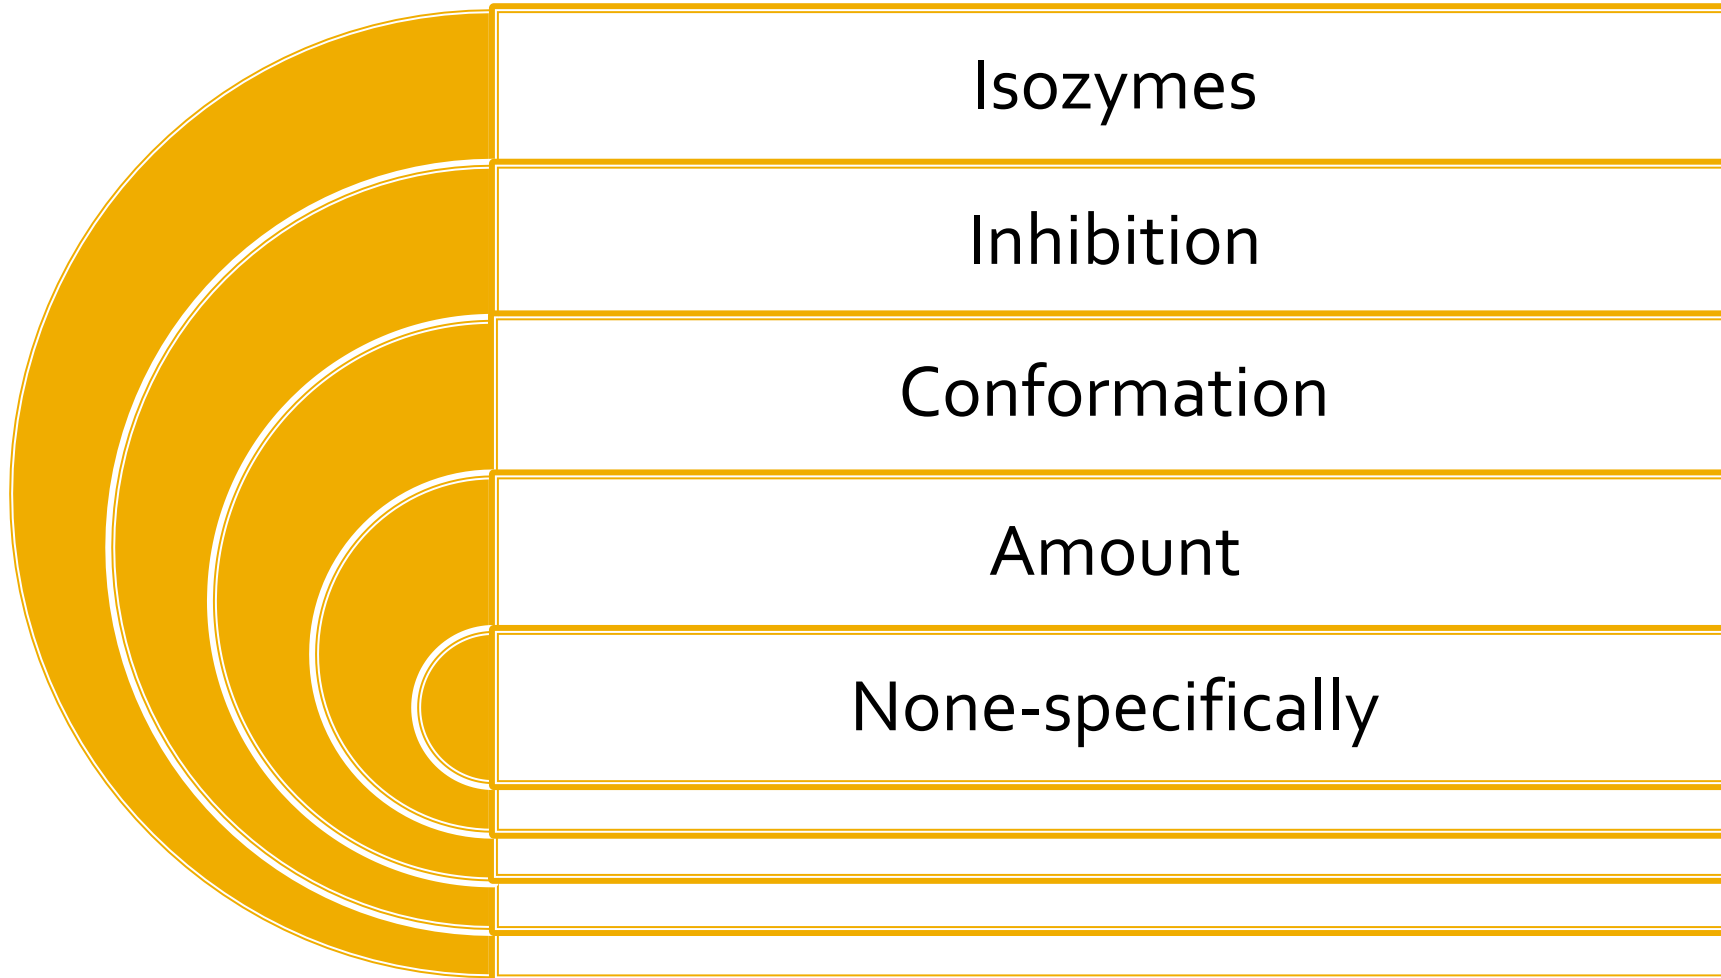 Isozymes
Inhibition
Conformation
Amount
None-specifically